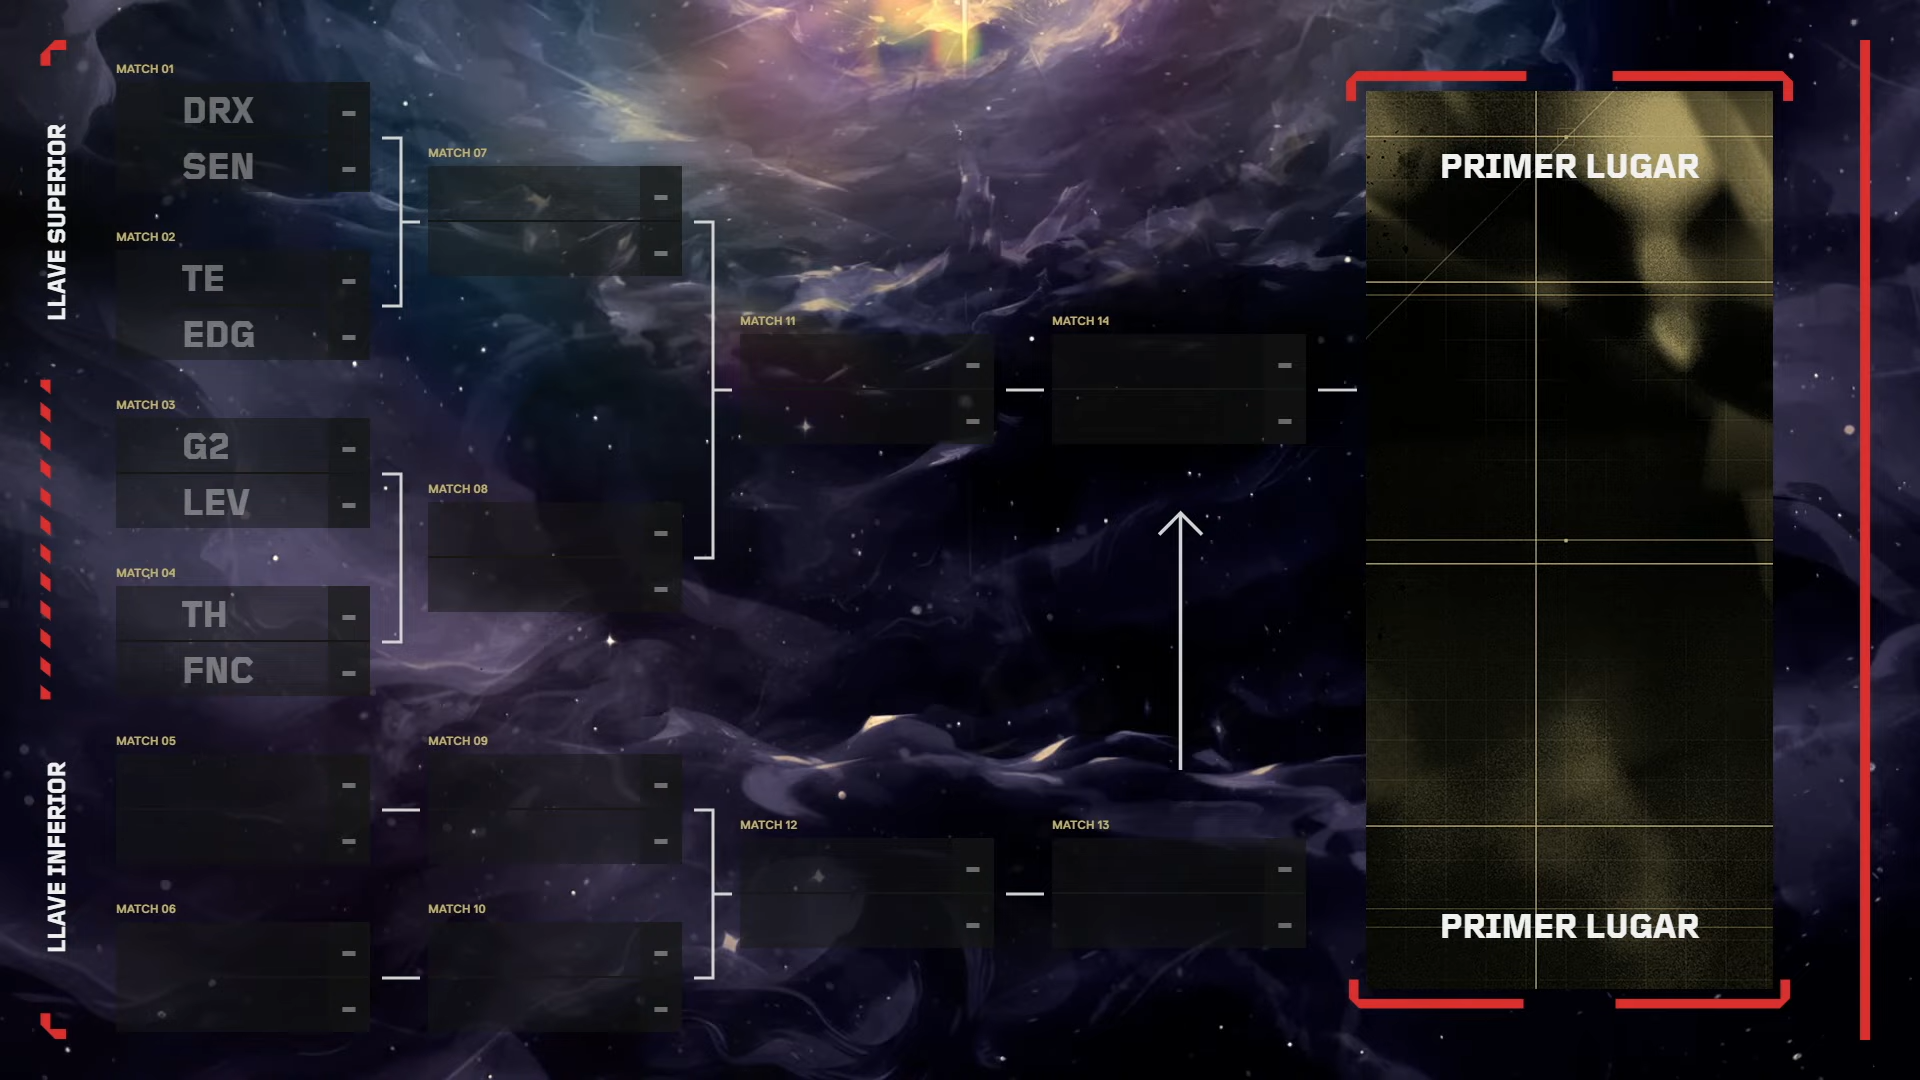 LLAVE SUPERIOR
MATCH 01
DRX -
SEN -
MATCH 02
TE -
EDG -
MATCH 03
G2 -
LEV -
MATCH 04
TH -
FNC -
MATCH 07
-
-
MATCH 08
-
-
MATCH 11
-
-
MATCH 14
-
-
LLAVE INFERIOR
MATCH 05
-
-
MATCH 06
-
-
MATCH 09
-
-
MATCH 10
-
-
MATCH 12
-
-
MATCH 13
-
-
PRIMER LUGAR
PRIMER LUGAR